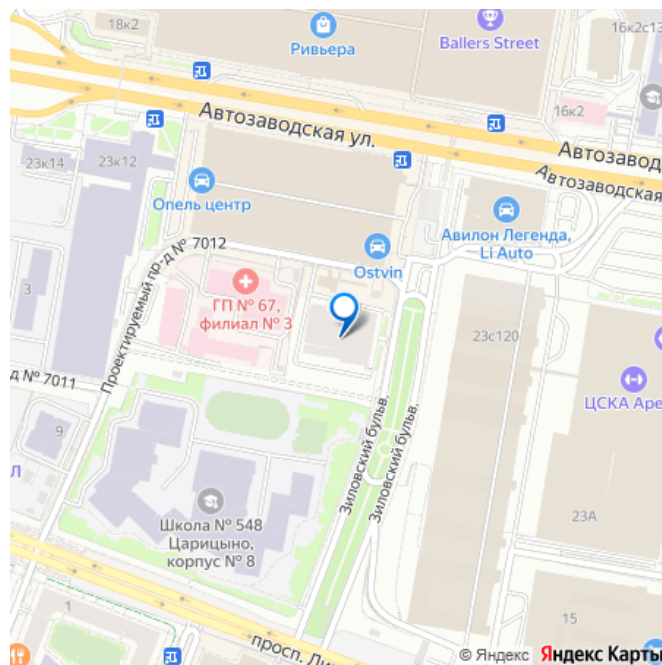 18к2
Ривьера
Ballers Street
16к2с13
16к2
Автозаводская ул.
Автозавод
Автозаводская
23к14
23к12
Опель центр
Авилон Легенда,
Li Auto
Ostvin
Проектируемый пр-д № 7012
3
ГП № 67,
филиал № 3
23с120
д № 7011
ЦСКА Аре
9
Л
Зиловский бульв.
Зиловский бульв.
Школа № 548
Царицыно,
корпус № 8
23А
1
15
просп. Ли
© Яндекс Яндекс Карты